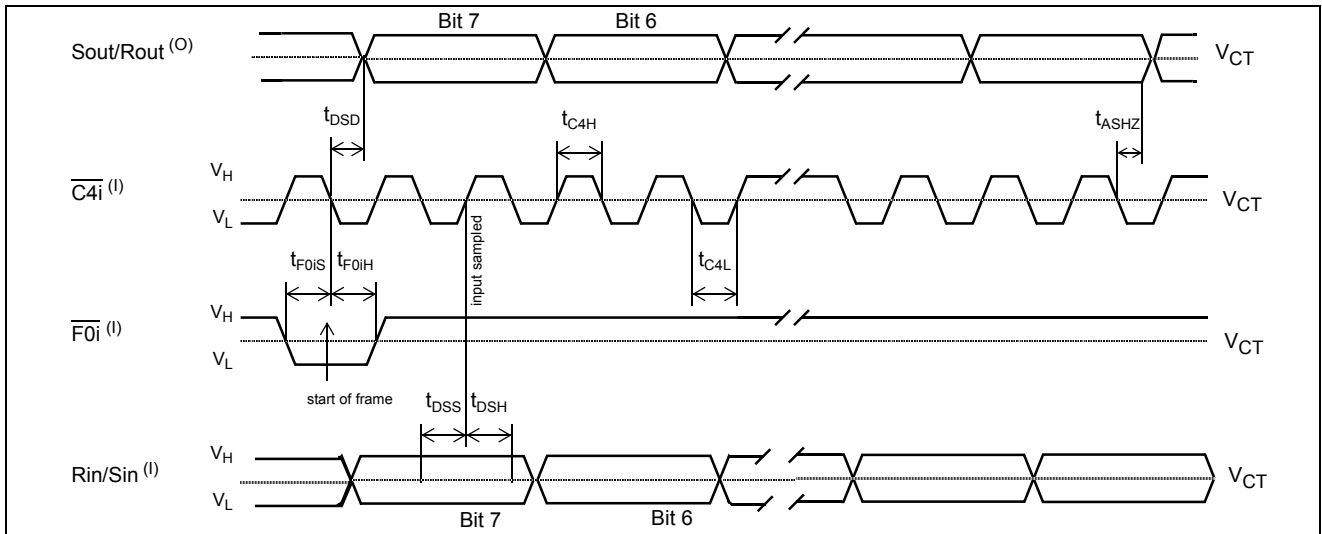 Bit 7 Bit 6
Sout/Rout (O) VCT
tDSD tC4H tASHZ
VH
C4i (I) VCT
VL
tF0iS tF0iH input sampled tC4L
VH
F0i (I) VCT
VL
start of frame tDSS tDSH
VH
Rin/Sin (I) VCT
VL
Bit 7 Bit 6